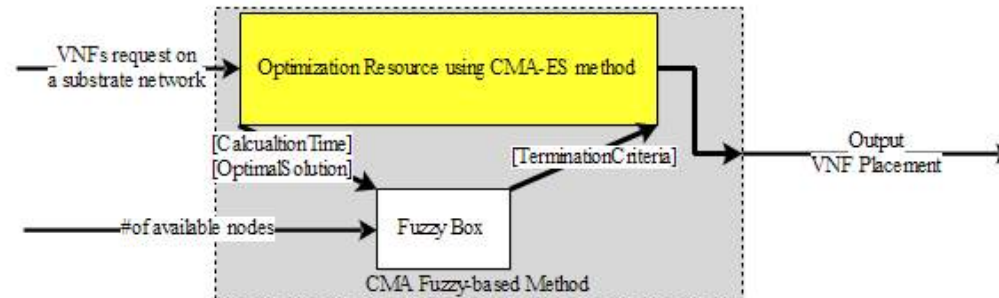 VNFs request on
a substrate network
Optimization Resource using CMA-ES method
[CalcualtionTime]
[OptimalSolution]
[TerminationCriteria]
Output
VNF Placement
#of available nodes
Fuzzy Box
CMA Fuzzy-based Method